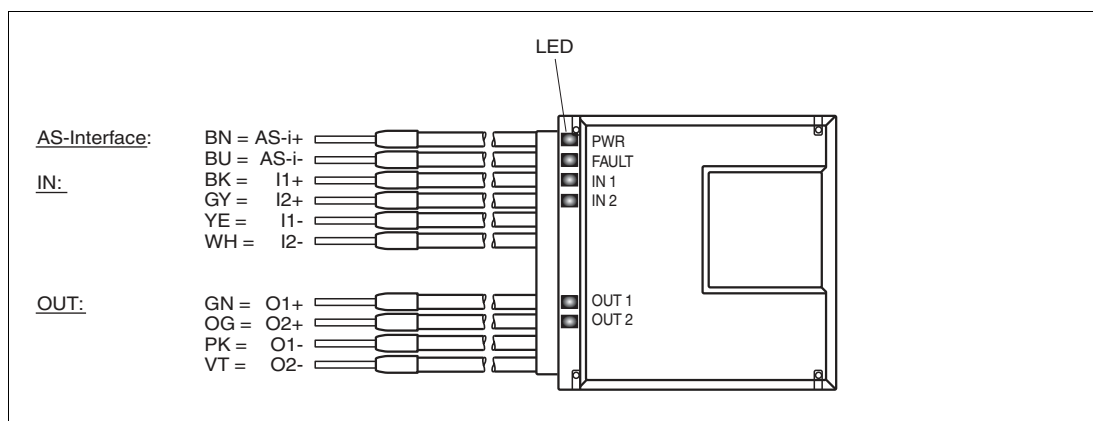 LED
AS-Interface: BN = AS-i+
BU = AS-i-
IN: BK = I1+
GY = I2+
YE = I1-
WH = I2-
PWR
FAULT
IN 1
IN 2
OUT: GN = O1+
OG = O2+
PK = O1-
VT = O2-
OUT 1
OUT 2